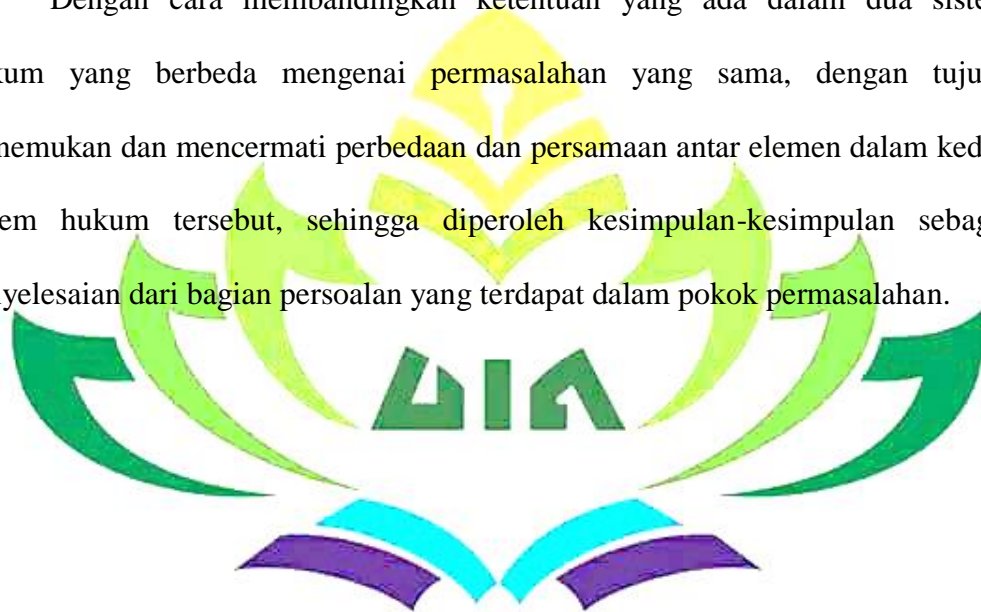 Dengan cara membandingkan ketentuan yang ada dalam dua siste
kum yang berbeda mengenai permasalahan yang sama, dengan tuju
nemukan dan mencermati perbedaan dan persamaan antar elemen dalam ked
em hukum tersebut, sehingga diperoleh kesimpulan-kesimpulan sebag
nyelesaian dari bagian persoalan yang terdapat dalam pokok permasalahan.
UIN